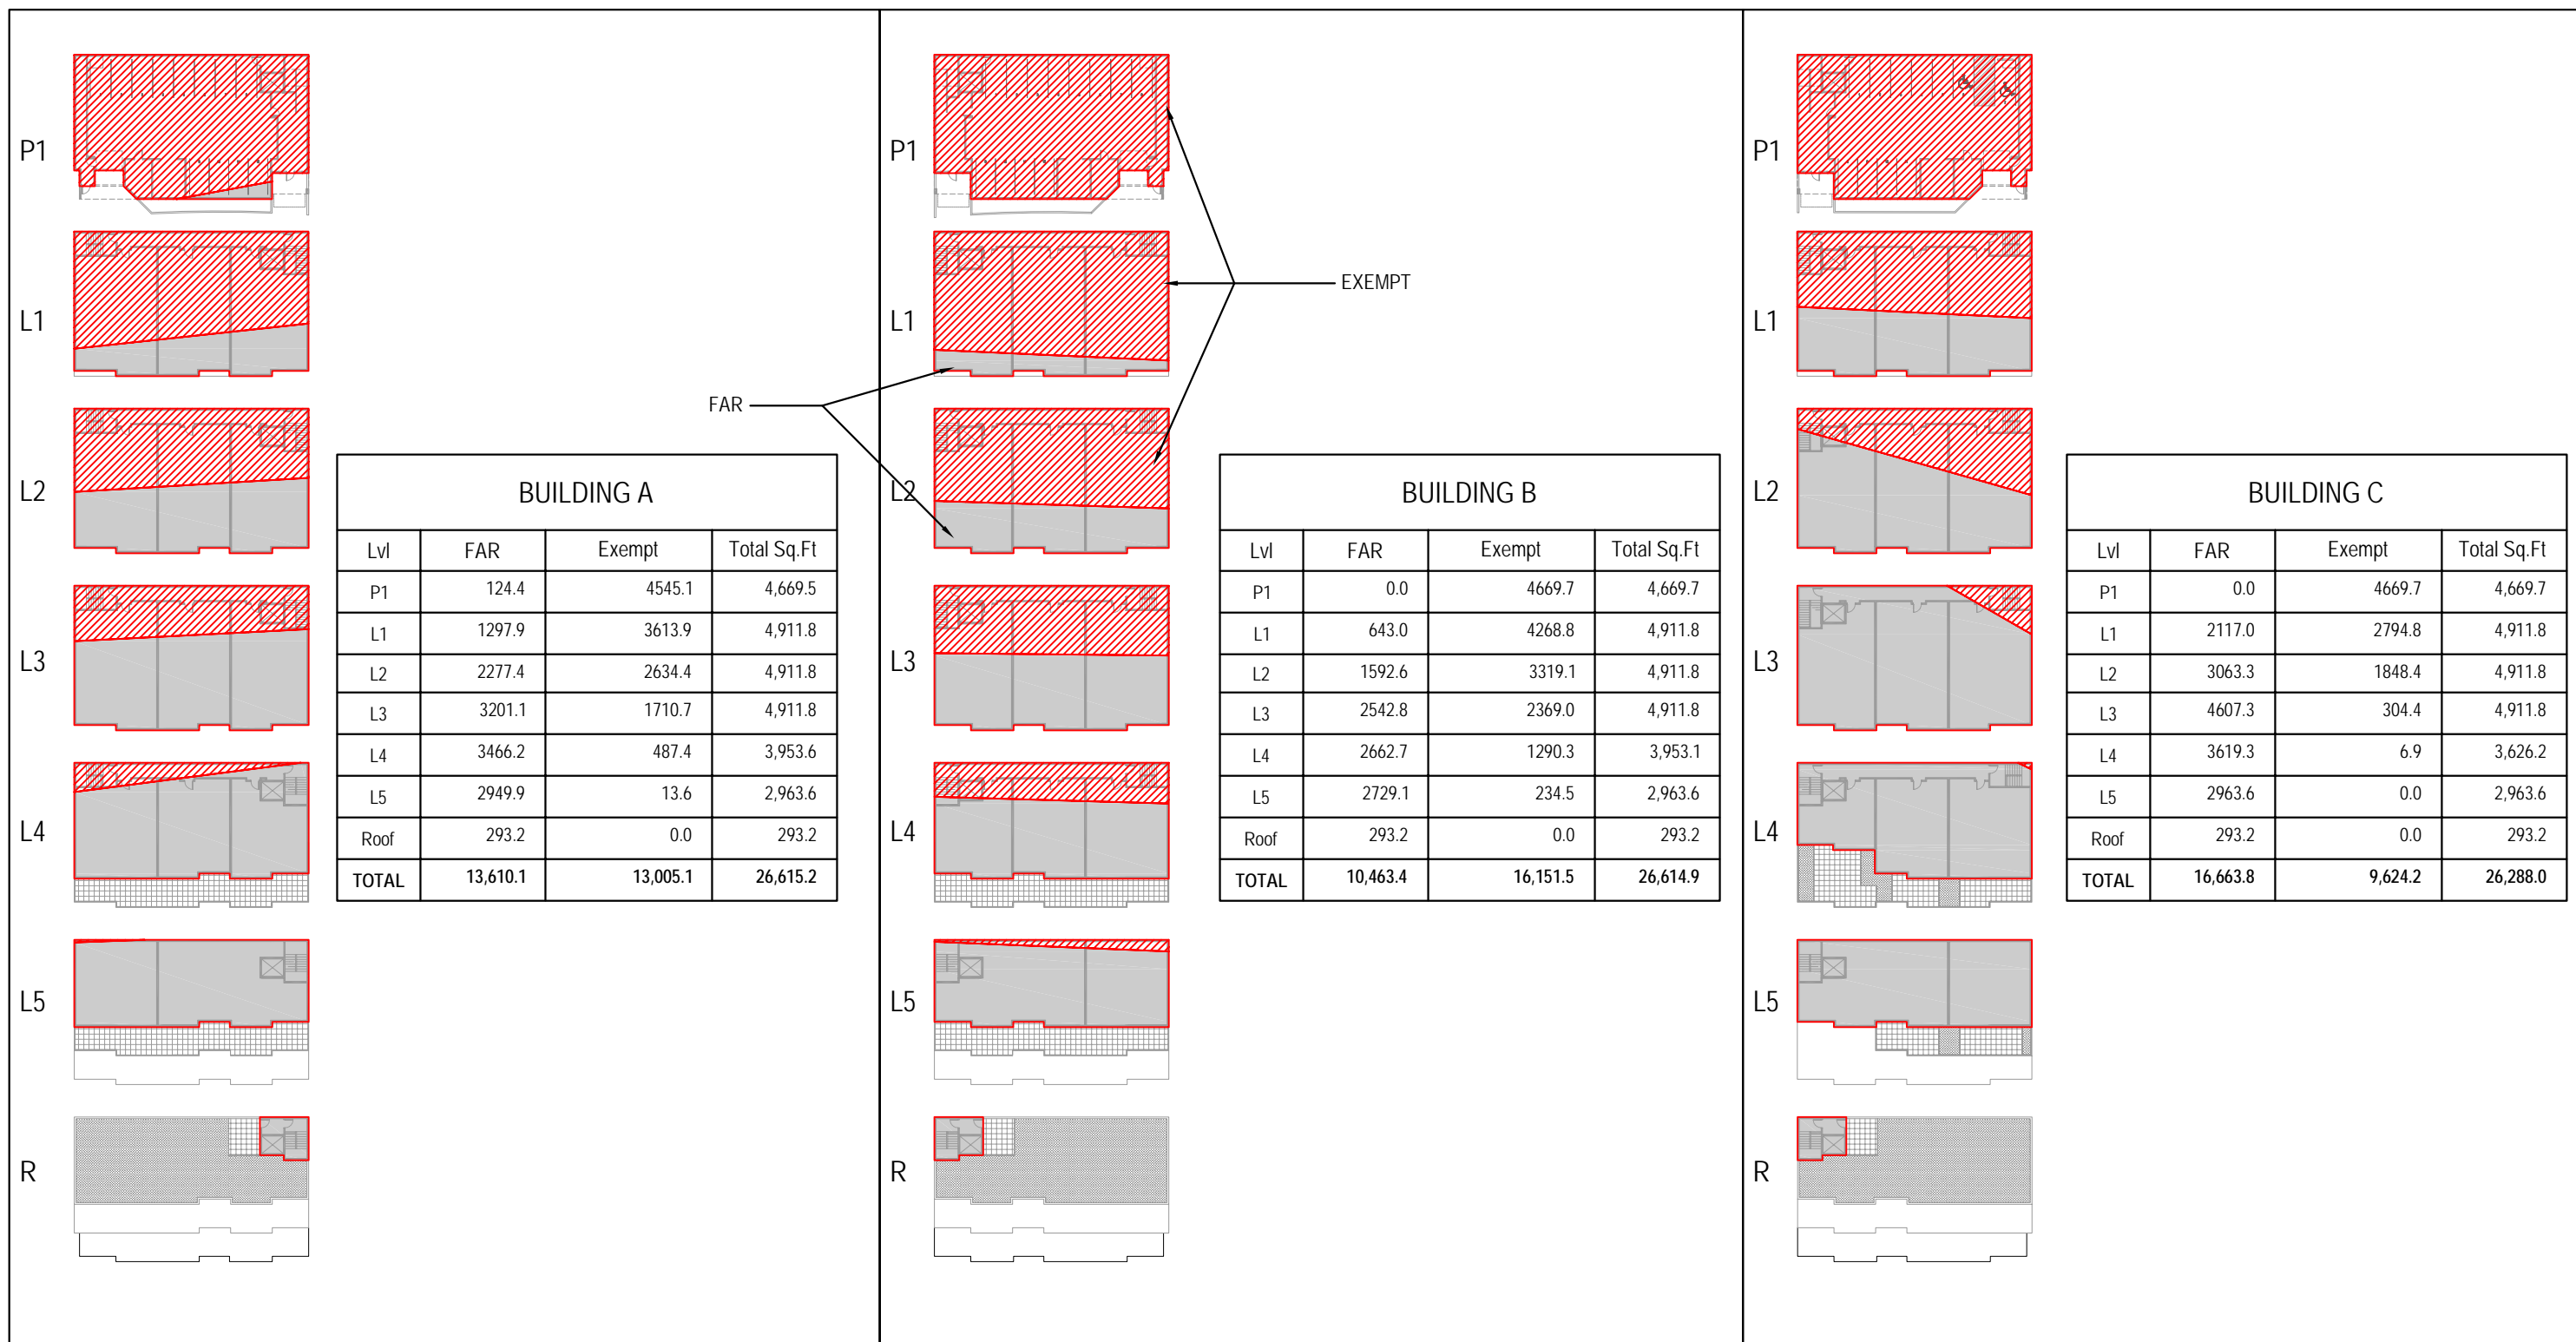 P1
L1
L2
L3
L4
L5
R
BUILDING A
Lvl FAR Exempt Total Sq.Ft
P1 124.4 4545.1 4,669.5
L1 1297.9 3613.9 4,911.8
L2 2277.4 2634.4 4,911.8
L3 3201.1 1710.7 4,911.8
L4 3466.2 487.4 3,953.6
L5 2949.9 13.6 2,963.6
Roof 293.2 0.0 293.2
TOTAL 13,610.1 13,005.1 26,615.2
FAR
EXEMPT
P1
L1
L2
L3
L4
L5
R
BUILDING B
Lvl FAR Exempt Total Sq.Ft
P1 0.0 4669.7 4,669.7
L1 643.0 4268.8 4,911.8
L2 1592.6 3319.1 4,911.8
L3 2542.8 2369.0 4,911.8
L4 2662.7 1290.3 3,953.1
L5 2729.1 234.5 2,963.6
Roof 293.2 0.0 293.2
TOTAL 10,463.4 16,151.5 26,614.9
P1
L1
L2
L3
L4
L5
R
BUILDING C
Lvl FAR Exempt Total Sq.Ft
P1 0.0 4669.7 4,669.7
L1 2117.0 2794.8 4,911.8
L2 3063.3 1848.4 4,911.8
L3 4607.3 304.4 4,911.8
L4 3619.3 6.9 3,626.2
L5 2963.6 0.0 2,963.6
Roof 293.2 0.0 293.2
TOTAL 16,663.8 9,624.2 26,288.0